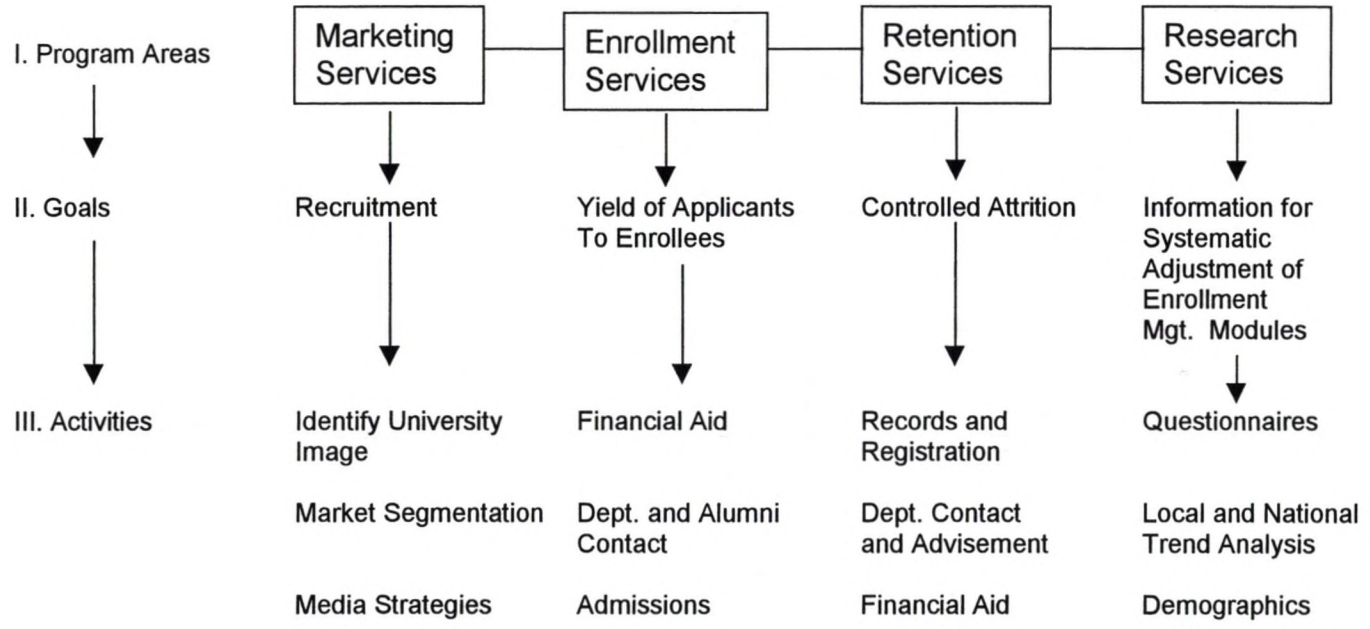 I. Program Areas
Marketing
Services
Enrollment
Services
Retention
Services
Research
Services
II. Goals
Recruitment
Yield of Applicants
To Enrollees
Controlled Attrition
Information for
Systematic
Adjustment of
Enrollment
Mgt. Modules
III. Activities
Identify University
Image
Financial Aid
Records and
Registration
Questionnaires
Market Segmentation
Dept. and Alumni
Contact
Dept. Contact
and Advisement
Local and National
Trend Analysis
Media Strategies
Admissions
Financial Aid
Demographics